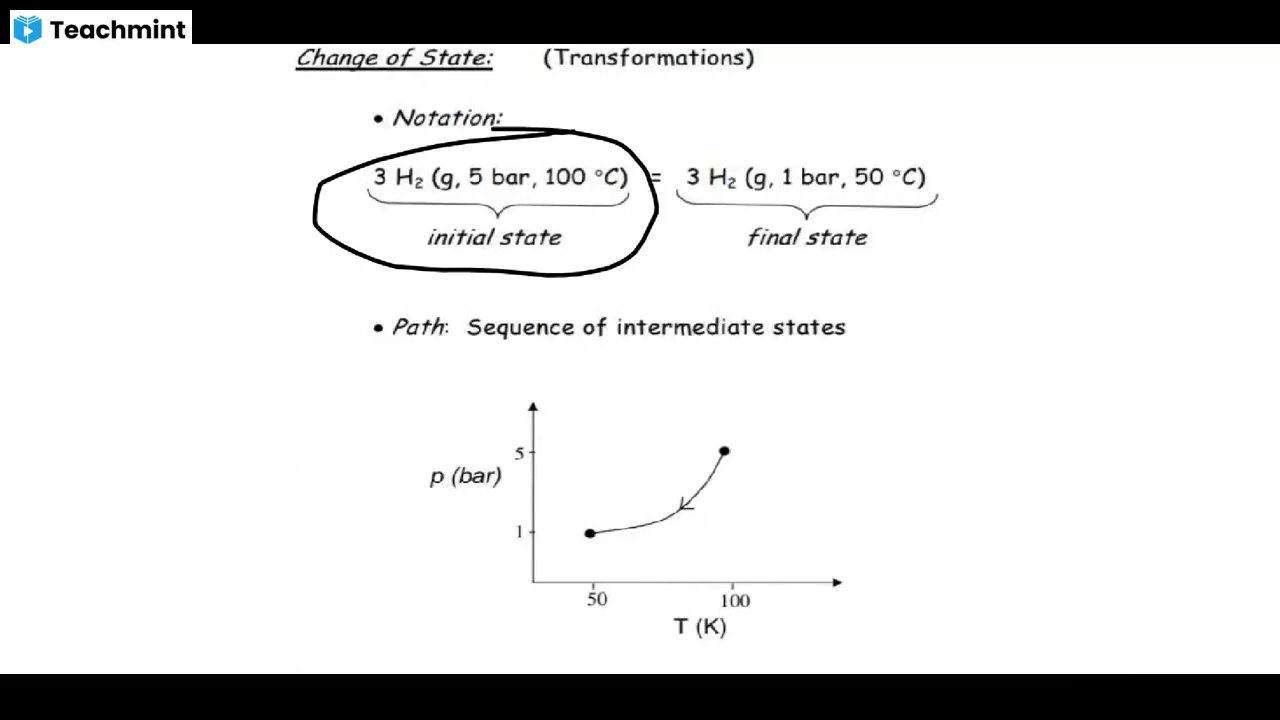 Teachmint
Change of State: (Transformations)
• Notation:
3 H₂ (g, 5 bar, 100 °C) = 3 H₂ (g, 1 bar, 50 °C)
initial state final state
• Path: Sequence of intermediate states
5
p (bar)
1
50 100
T (K)